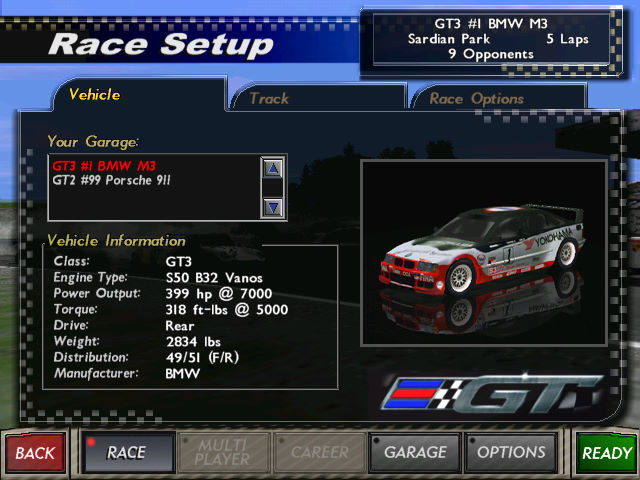 Race Setup
GT3 #1 BMW M3
Sardian Park 5 Laps
9 Opponents
Vehicle
Track
Race Options
Your Garage:
GT3 #1 BMW M3
GT2 #99 Porsche 911
Vehicle Information
Class: GT3
Engine Type: S50 B32 Vanos
Power Output: 399 hp @ 7000
Torque: 318 ft-lbs @ 5000
Drive: Rear
Weight: 2834 lbs
Distribution: 49/51 (F/R)
Manufacturer: BMW
YOKOHAMA
GT
BACK
RACE
MULTI
PLAYER
CAREER
GARAGE
OPTIONS
READY